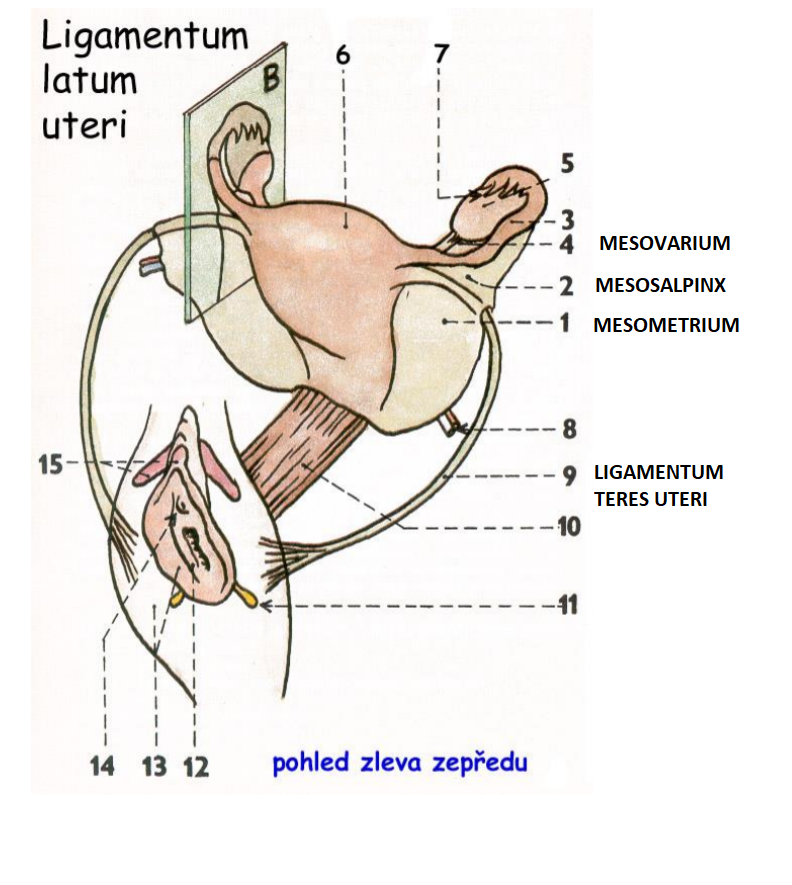 Ligamentum
latum
uteri
B
6
7
5
3
4 MESOVARIUM
2 MESOSALPINX
1 MESOMETRIUM
8
15
9 LIGAMENTUM
TERES UTERI
10
11
14 13 12
pohled zleva zepředu